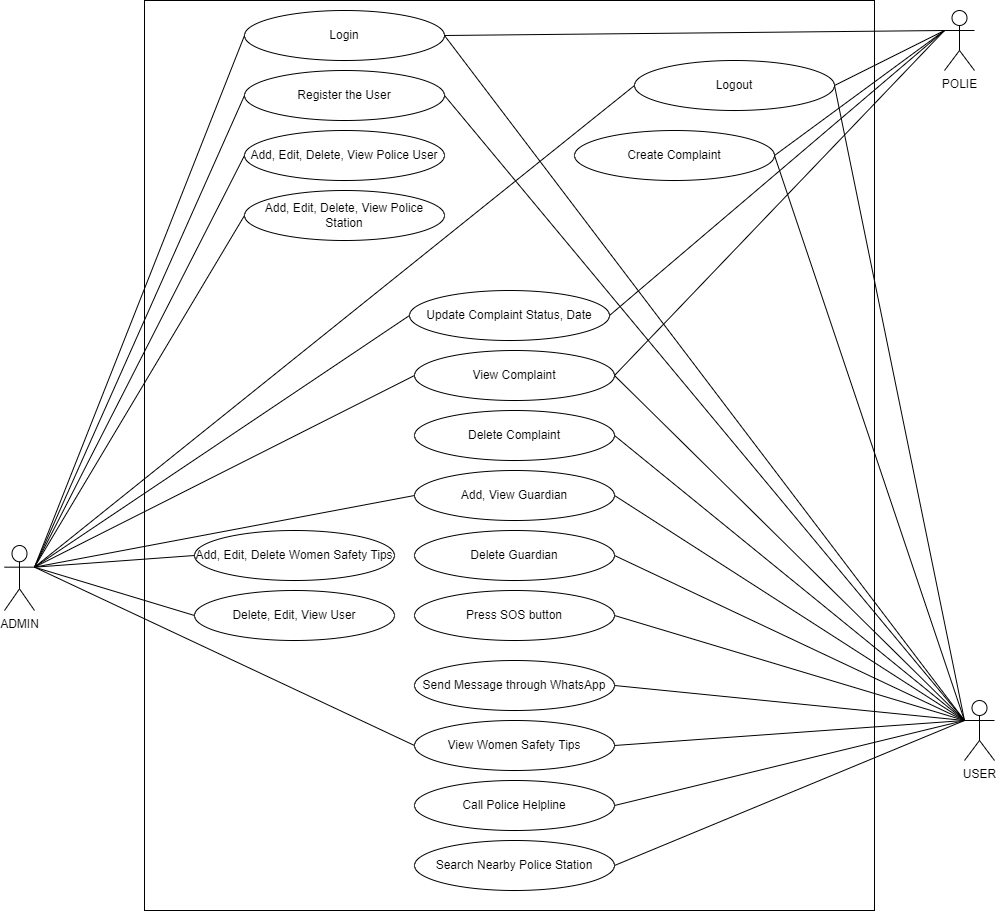 Login
POLIE
Logout
Register the User
Add, Edit, Delete, View Police User
Create Complaint
Add, Edit, Delete, View Police
Station
Update Complaint Status, Date
View Complaint
Delete Complaint
Add, View Guardian
Add, Edit, Delete Women Safety Tips
Delete Guardian
ADMIN
Delete, Edit, View User
Press SOS button
Send Message through WhatsApp
View Women Safety Tips
USER
Call Police Helpline
Search Nearby Police Station